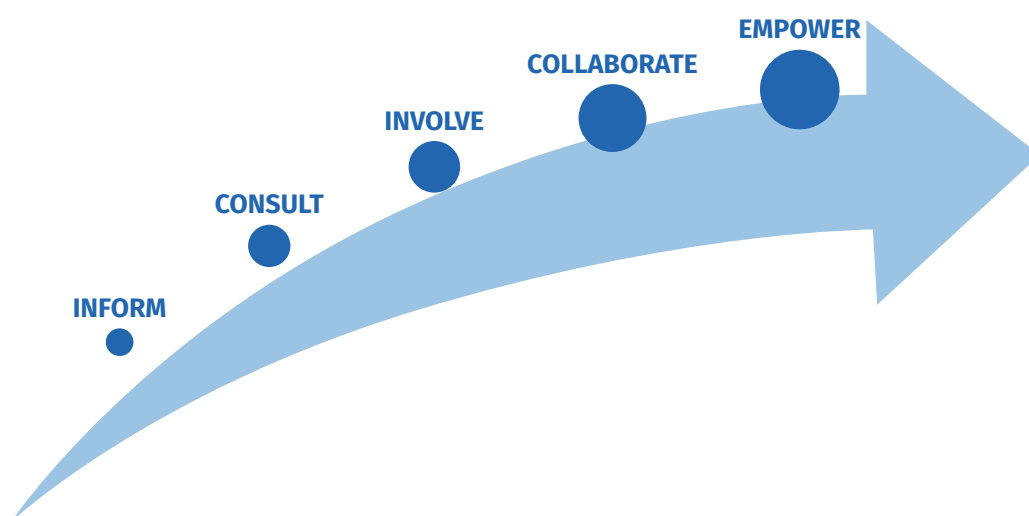 EMPOWER
COLLABORATE
INVOLVE
CONSULT
INFORM